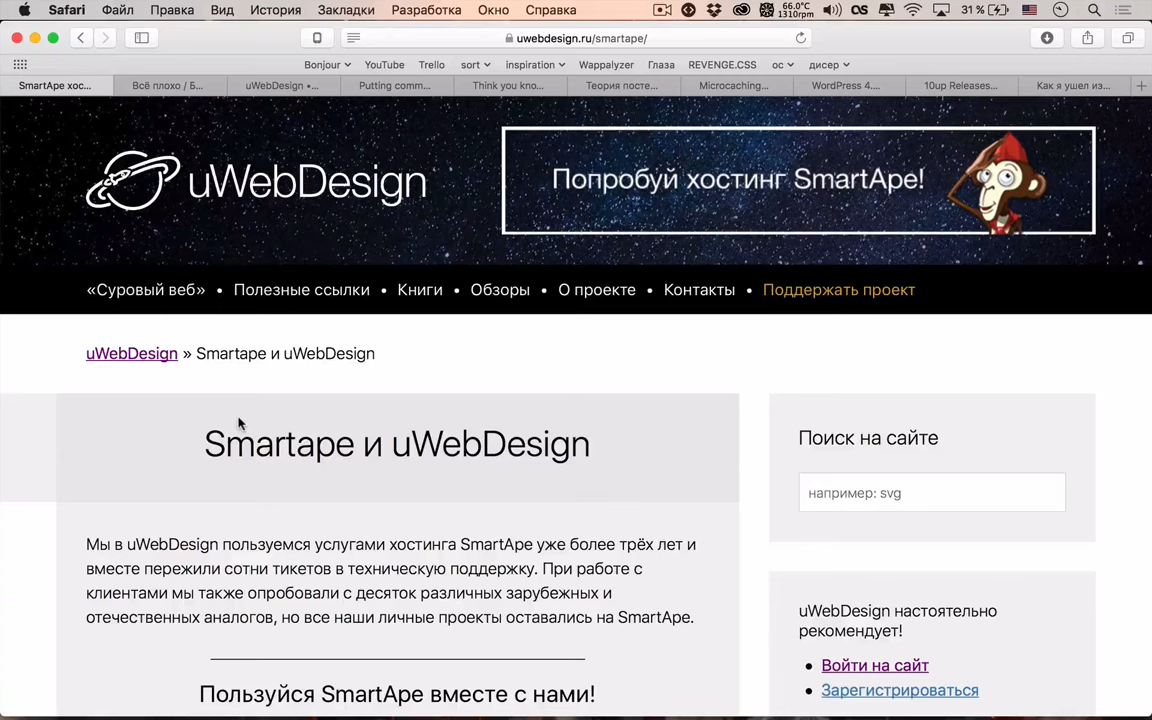 Safari Файл Правка Вид История Закладки Разработка Окно Справка 66.0°C 1310rpm 31 %
uwebdesign.ru/smartape/
Bonjour YouTube Trello sort inspiration Wappalyzer Глаза REVENGE.CSS ос дисер
SmartApe хос... Всё плохо / Б... uWebDesign •... Putting comm... Think you kno... Теория посте... Microcaching... WordPress 4.... 10up Releases... Как я ушел из...
uWebDesign
Попробуй хостинг SmartApe!
«Суровый веб» • Полезные ссылки • Книги • Обзоры • О проекте • Контакты • Поддержать проект
uWebDesign » Smartape и uWebDesign
Smartape и uWebDesign
Мы в uWebDesign пользуемся услугами хостинга SmartApe уже более трёх лет и
вместе пережили сотни тикетов в техническую поддержку. При работе с
клиентами мы также опробовали с десяток различных зарубежных и
отечественных аналогов, но все наши личные проекты оставались на SmartApe.
Пользуйся SmartApe вместе с нами!
Поиск на сайте
например: svg
uWebDesign настоятельно
рекомендует!
• Войти на сайт
• Зарегистрироваться